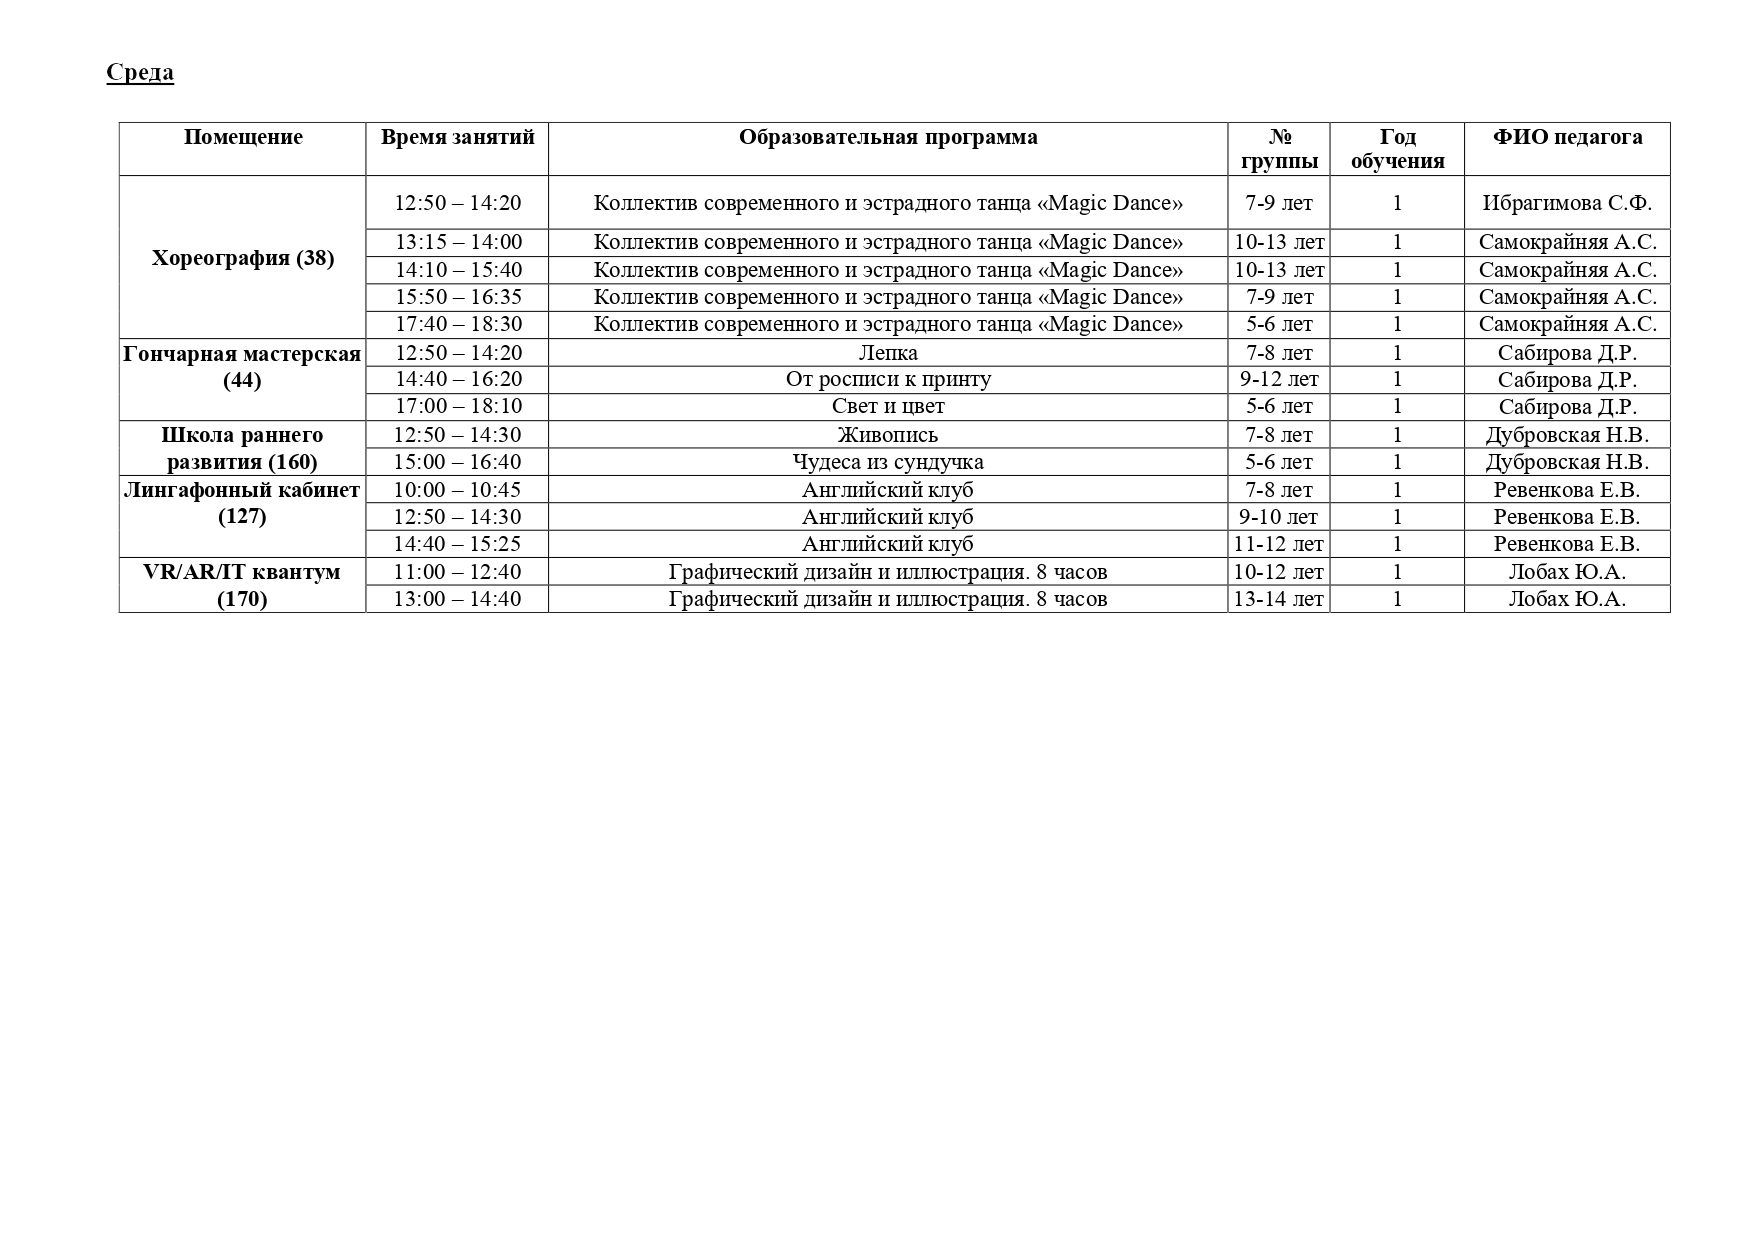 Среда
Помещение Время занятий Образовательная программа № группы Год обучения ФИО педагога
Хореография (38) 12:50 – 14:20 Коллектив современного и эстрадного танца «Magic Dance» 7-9 лет 1 Ибрагимова С.Ф.
13:15 – 14:00 Коллектив современного и эстрадного танца «Magic Dance» 10-13 лет 1 Самокрайняя А.С.
14:10 – 15:40 Коллектив современного и эстрадного танца «Magic Dance» 10-13 лет 1 Самокрайняя А.С.
15:50 – 16:35 Коллектив современного и эстрадного танца «Magic Dance» 7-9 лет 1 Самокрайняя А.С.
17:40 – 18:30 Коллектив современного и эстрадного танца «Magic Dance» 5-6 лет 1 Самокрайняя А.С.
Гончарная мастерская (44) 12:50 – 14:20 Лепка 7-8 лет 1 Сабирова Д.Р.
14:40 – 16:20 От росписи к принту 9-12 лет 1 Сабирова Д.Р.
17:00 – 18:10 Свет и цвет 5-6 лет 1 Сабирова Д.Р.
Школа раннего развития (160) 12:50 – 14:30 Живопись 7-8 лет 1 Дубровская Н.В.
15:00 – 16:40 Чудеса из сундучка 5-6 лет 1 Дубровская Н.В.
Лингафонный кабинет (127) 10:00 – 10:45 Английский клуб 7-8 лет 1 Ревенкова Е.В.
12:50 – 14:30 Английский клуб 9-10 лет 1 Ревенкова Е.В.
14:40 – 15:25 Английский клуб 11-12 лет 1 Ревенкова Е.В.
VR/AR/IT квантум (170) 11:00 – 12:40 Графический дизайн и иллюстрация. 8 часов 10-12 лет 1 Лобах Ю.А.
13:00 – 14:40 Графический дизайн и иллюстрация. 8 часов 13-14 лет 1 Лобах Ю.А.